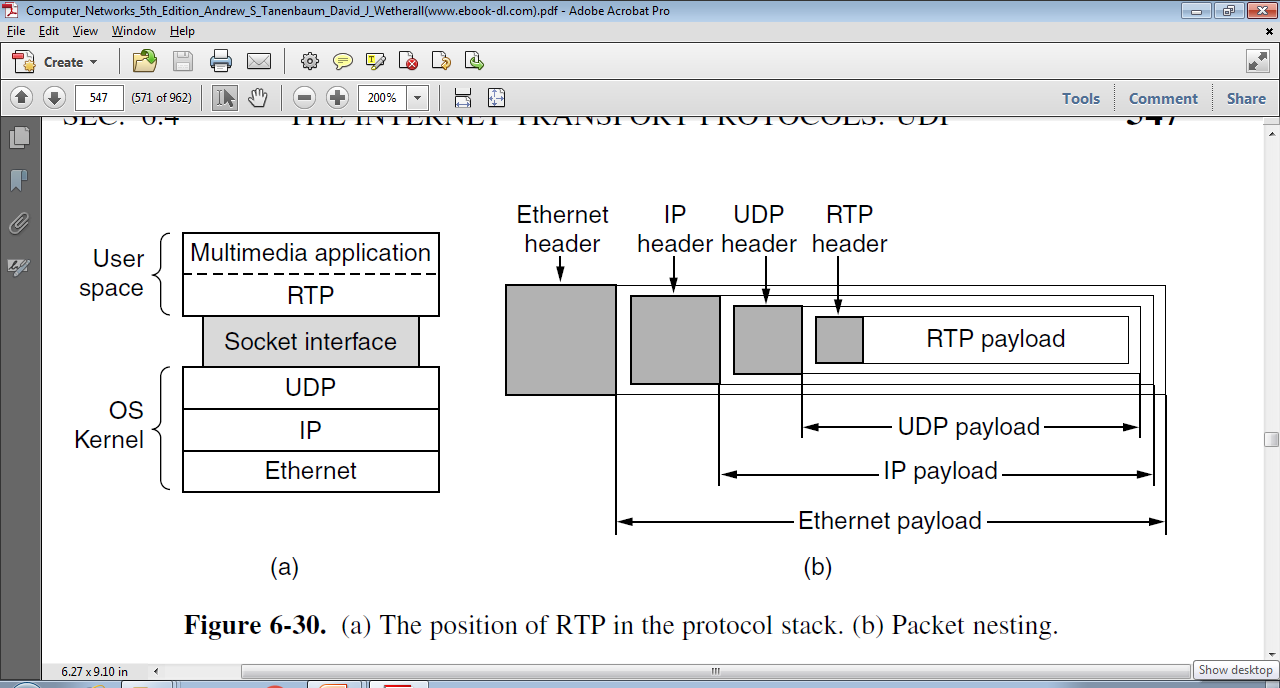 Computer_Networks_5th_Edition_Andrew_S_Tanenbaum_David_J_Wetherall(www.ebook-dl.com).pdf - Adobe Acrobat Pro
File Edit View Window Help
Create
547 (571 of 962) 200% Tools Comment Share
SEC. 6.4 THE INTERNET TRANSPORT PROTOCOLS: UDP 547
User
space
Multimedia application
RTP
Socket interface
OS
Kernel
UDP
IP
Ethernet
(a)
Ethernet
header
IP
header
UDP
header
RTP
header
RTP payload
UDP payload
IP payload
Ethernet payload
(b)
Figure 6-30. (a) The position of RTP in the protocol stack. (b) Packet nesting.
6.27 x 9.10 in
Show desktop